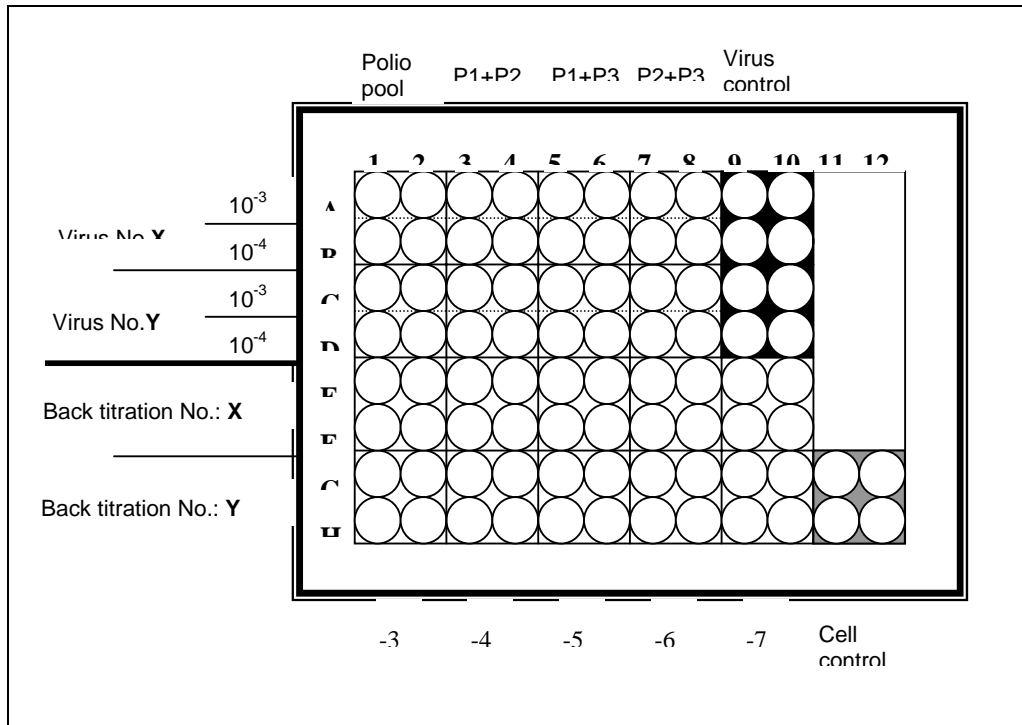 Polio
pool
P1+P2
P1+P3
P2+P3
Virus
control
1 2 3 4 5 6 7 8 9 10 11 12
10-3
A
Virus No.X
10-4
B
10-3
C
Virus No.Y
10-4
D
E
Back titration No.: X
F
G
Back titration No.: Y
H
-3 -4 -5 -6 -7
Cell
control